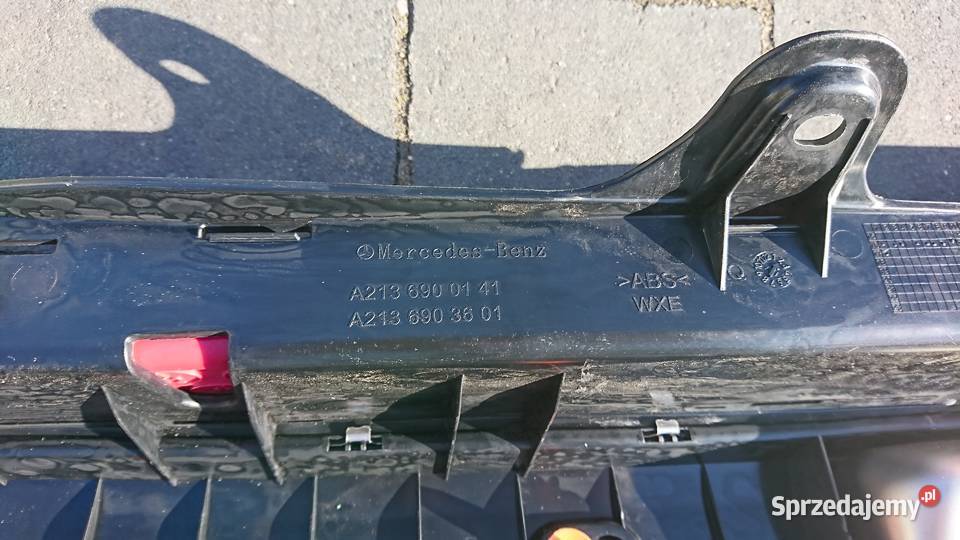 Mercedes-Benz
A213 690 01 41
A213 690 36 01
>ABS<
WXE
Sprzedajemy.pl